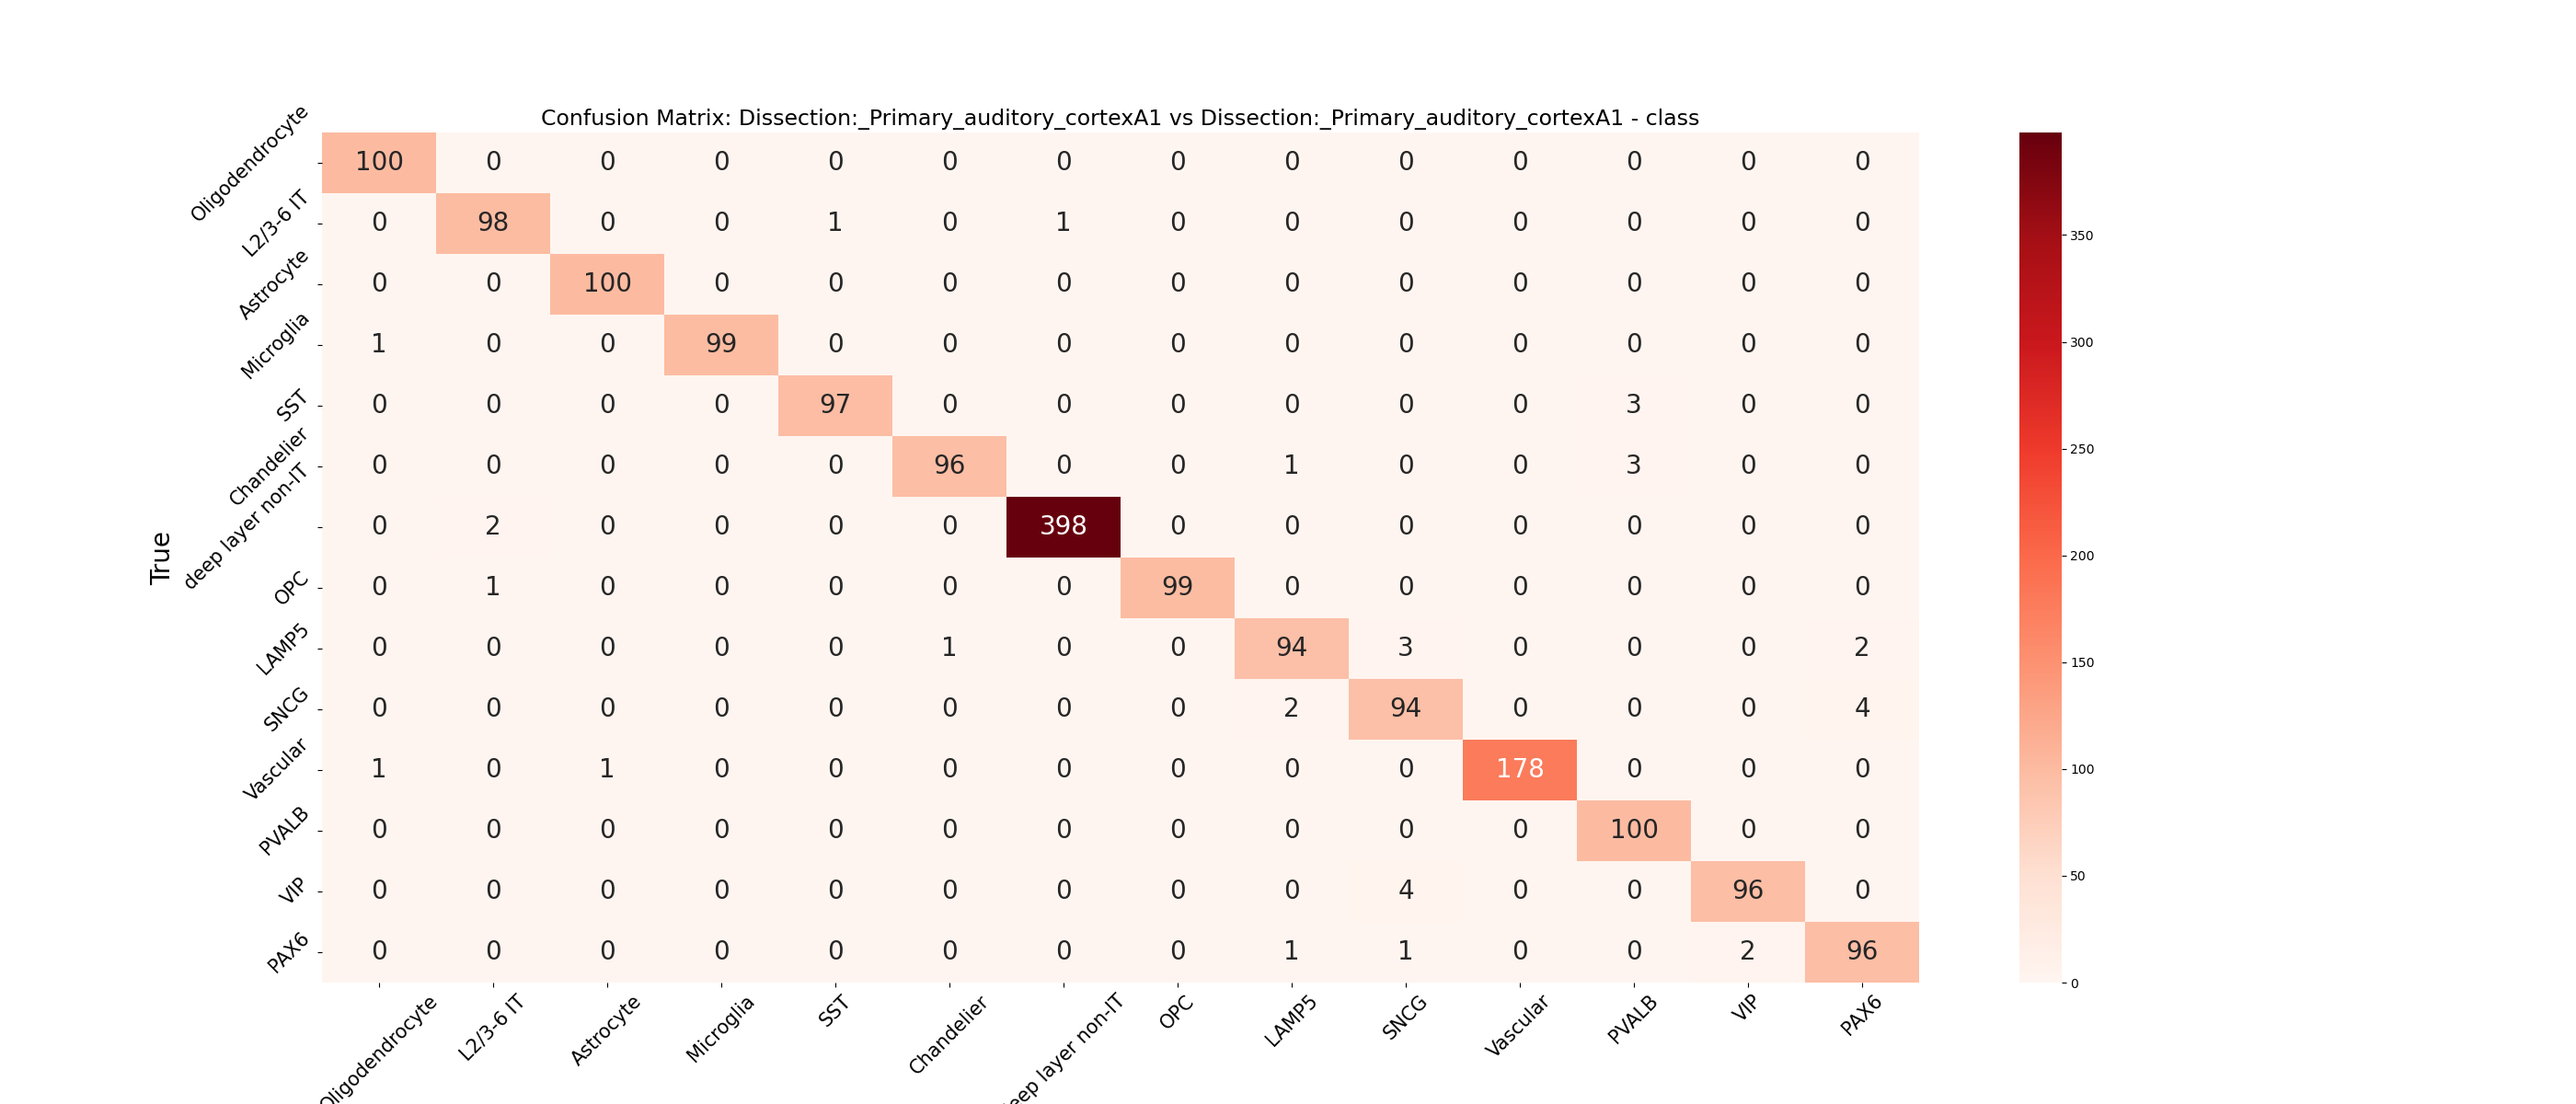 Confusion Matrix: Dissection:_Primary_auditory_cortexA1 vs Dissection:_Primary_auditory_cortexA1 - class
True
Oligodendrocyte 100 0 0 0 0 0 0 0 0 0 0 0 0 0
L2/3-6 IT 0 98 0 0 1 0 1 0 0 0 0 0 0 0
Astrocyte 0 0 100 0 0 0 0 0 0 0 0 0 0 0
Microglia 1 0 0 99 0 0 0 0 0 0 0 0 0 0
SST 0 0 0 0 97 0 0 0 0 0 0 3 0 0
Chandelier 0 0 0 0 0 96 0 0 1 0 0 3 0 0
deep layer non-IT 0 2 0 0 0 0 398 0 0 0 0 0 0 0
OPC 0 1 0 0 0 0 0 99 0 0 0 0 0 0
LAMP5 0 0 0 0 0 1 0 0 94 3 0 0 0 2
SNCG 0 0 0 0 0 0 0 0 2 94 0 0 0 4
Vascular 1 0 1 0 0 0 0 0 0 0 178 0 0 0
PVALB 0 0 0 0 0 0 0 0 0 0 0 100 0 0
VIP 0 0 0 0 0 0 0 0 0 4 0 0 96 0
PAX6 0 0 0 0 0 0 0 0 1 1 0 0 2 96
Oligodendrocyte L2/3-6 IT Astrocyte Microglia SST Chandelier layer non-IT OPC LAMP5 SNCG Vascular PVALB VIP PAX6
350
300
250
200
150
100
50
0